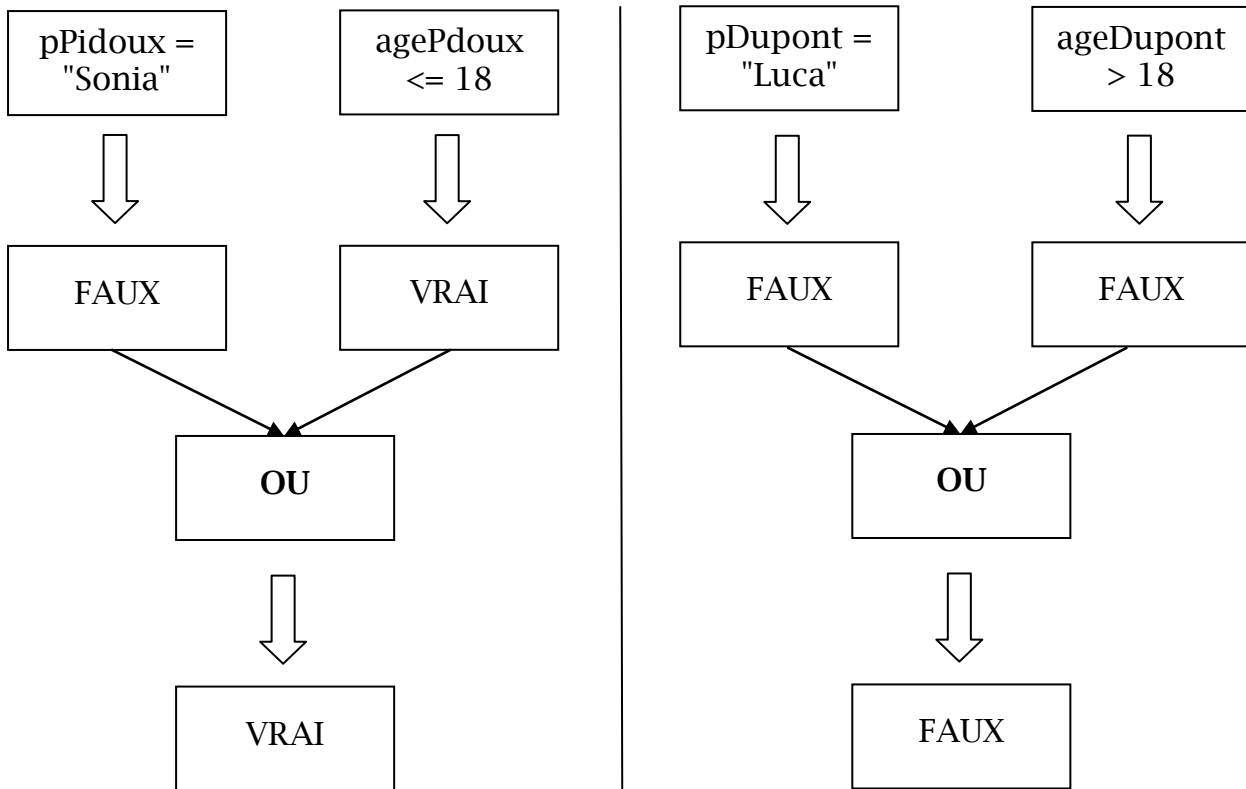 pPidoux =
"Sonia"
agePdoux
<= 18
FAUX
VRAI
OU
VRAI
pDupont =
"Luca"
ageDupont
> 18
FAUX
FAUX
OU
FAUX